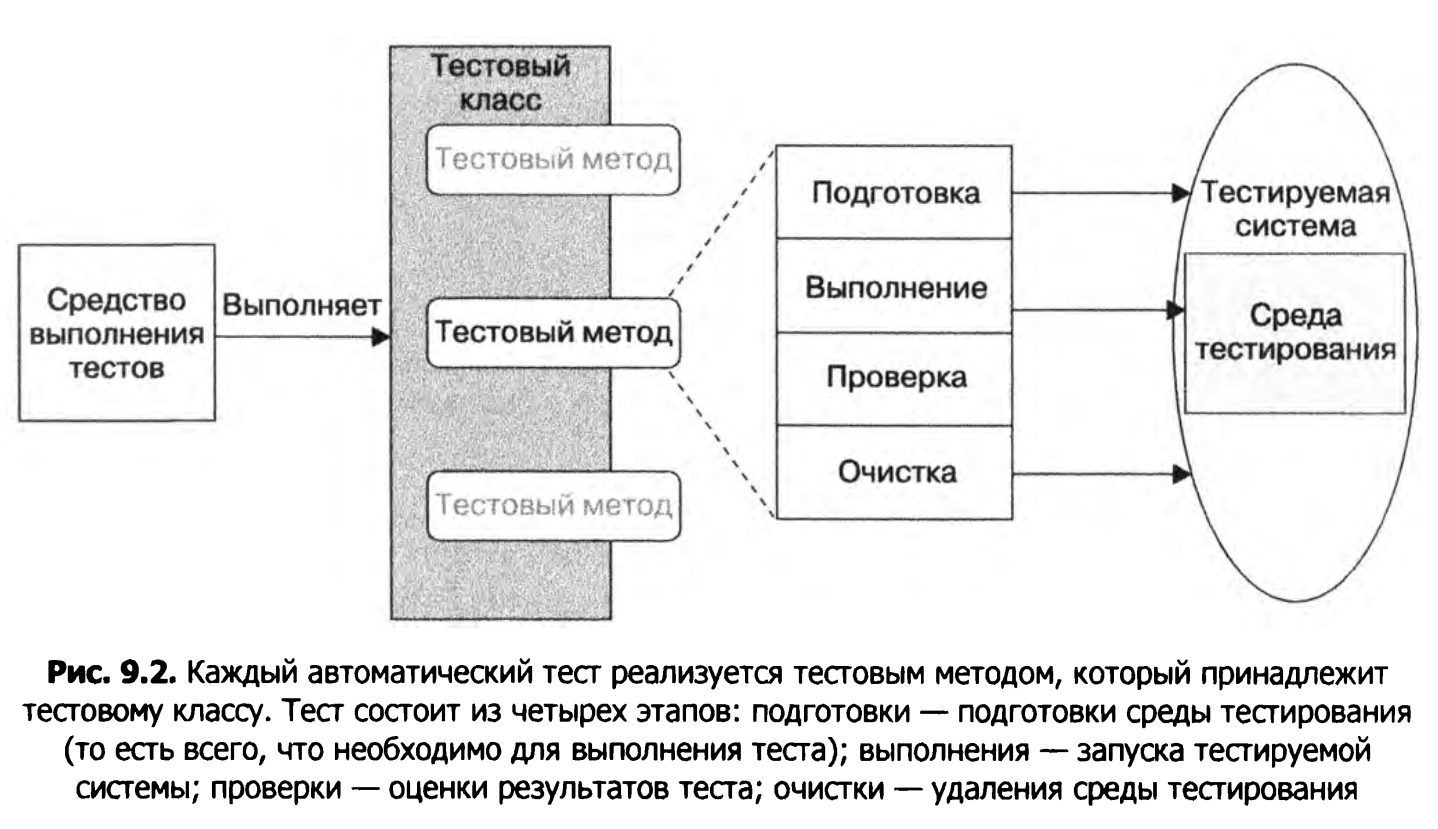 Тестовый
класс
Тестовый метод
Средство
выполнения
тестов
Выполняет
Тестовый метод
Тестовый метод
Подготовка
Выполнение
Проверка
Очистка
Тестируемая
система
Среда
тестирования
Рис. 9.2. Каждый автоматический тест реализуется тестовым методом, который принадлежит
тестовому классу. Тест состоит из четырех этапов: подготовки — подготовки среды тестирования
(то есть всего, что необходимо для выполнения теста); выполнения — запуска тестируемой
системы; проверки — оценки результатов теста; очистки — удаления среды тестирования